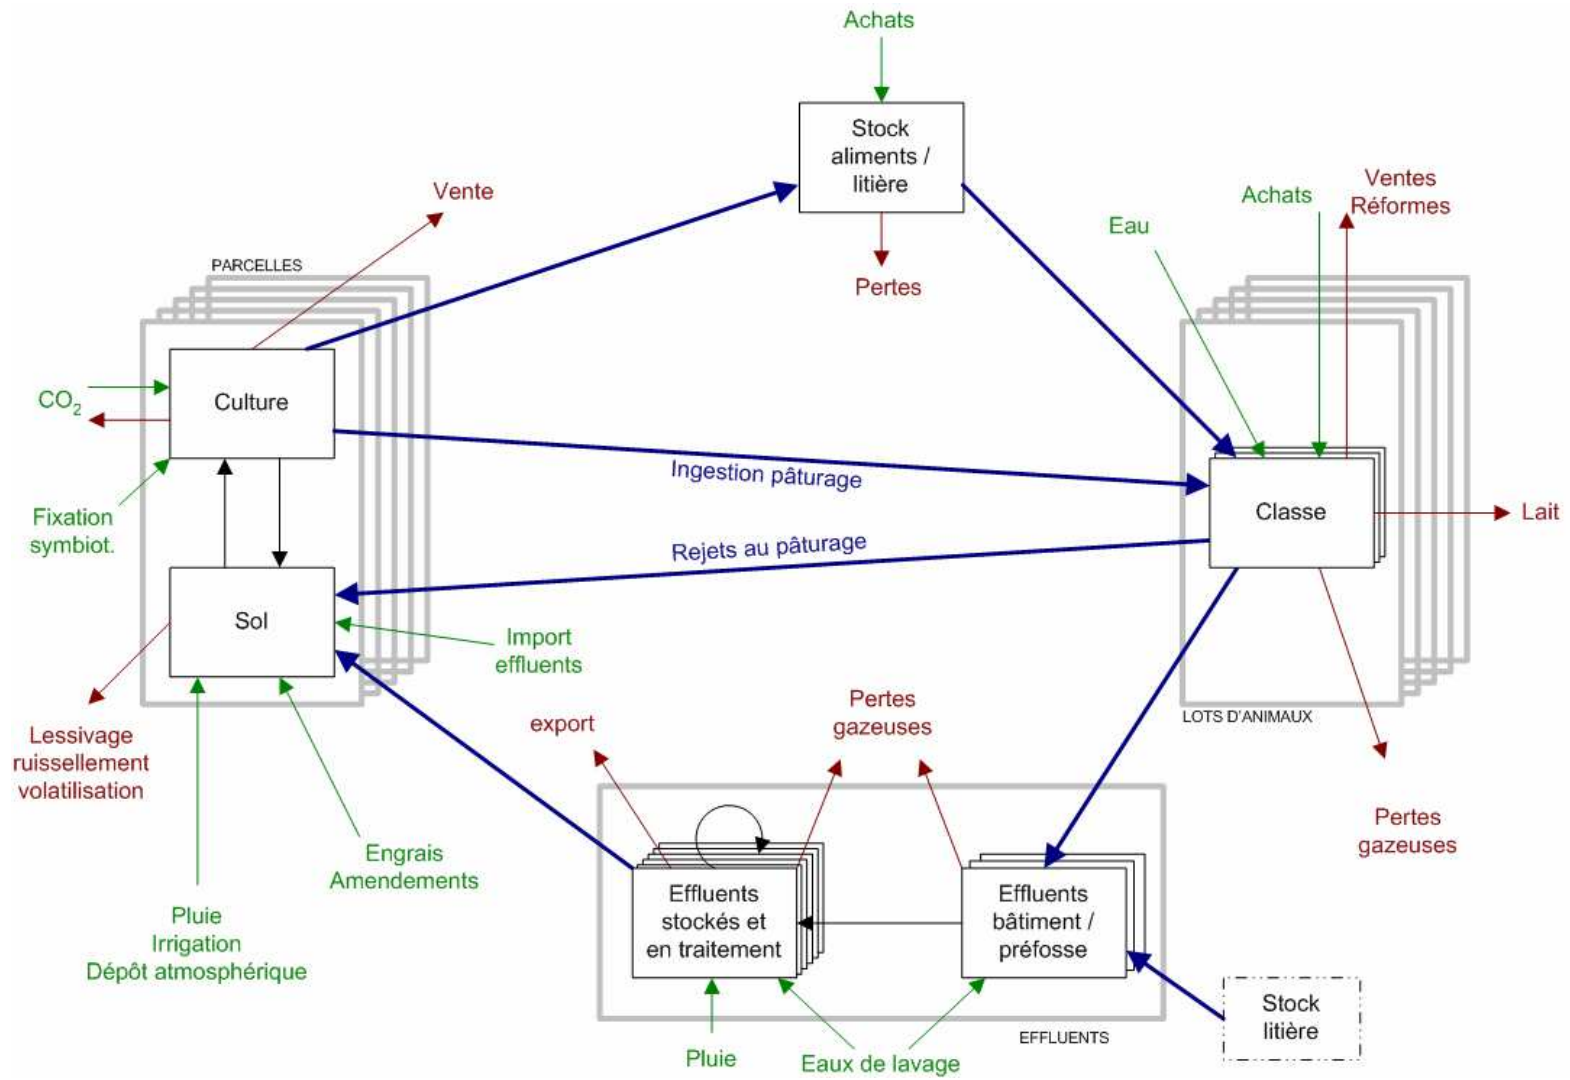 Achats
Stock
aliments /
litière
Pertes
Vente
Ventes
Réformes
Achats
Eau
PARCELLES
Culture
CO2
Fixation
symbiot.
Ingestion pâturage
Classe
Lait
Rejets au pâturage
Sol
Import
effluents
Lessivage
ruissellement
volatilisation
LOTS D'ANIMAUX
Pertes
gazeuses
export
Pertes
gazeuses
Engrais
Amendements
Pluie
Irrigation
Dépôt atmosphérique
Effluents
stockés et
en traitement
Effluents
bâtiment /
préfosse
Stock
litière
EFFLUENTS
Pluie
Eaux de lavage